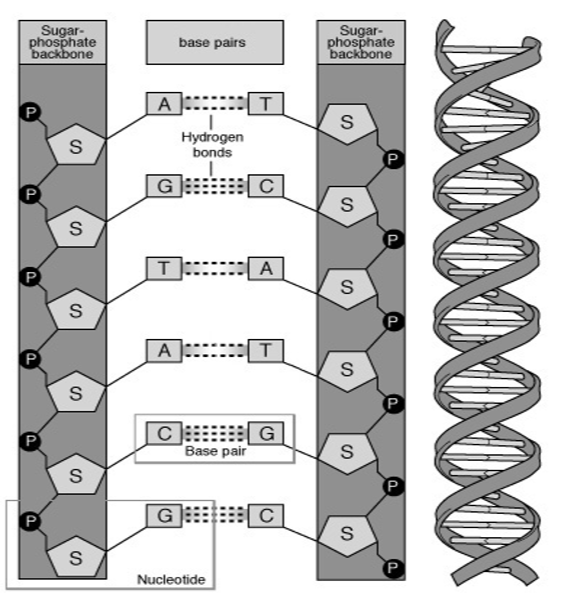 Sugar-
phosphate
backbone
base pairs
Sugar-
phosphate
backbone
P
A T
S
S
Hydrogen
bonds
P
P
G C
S
S
P
P
T A
S
S
P
P
A T
S
S
P
P
C G
Base pair
S
S
P
P
G C
S
S
P
Nucleotide